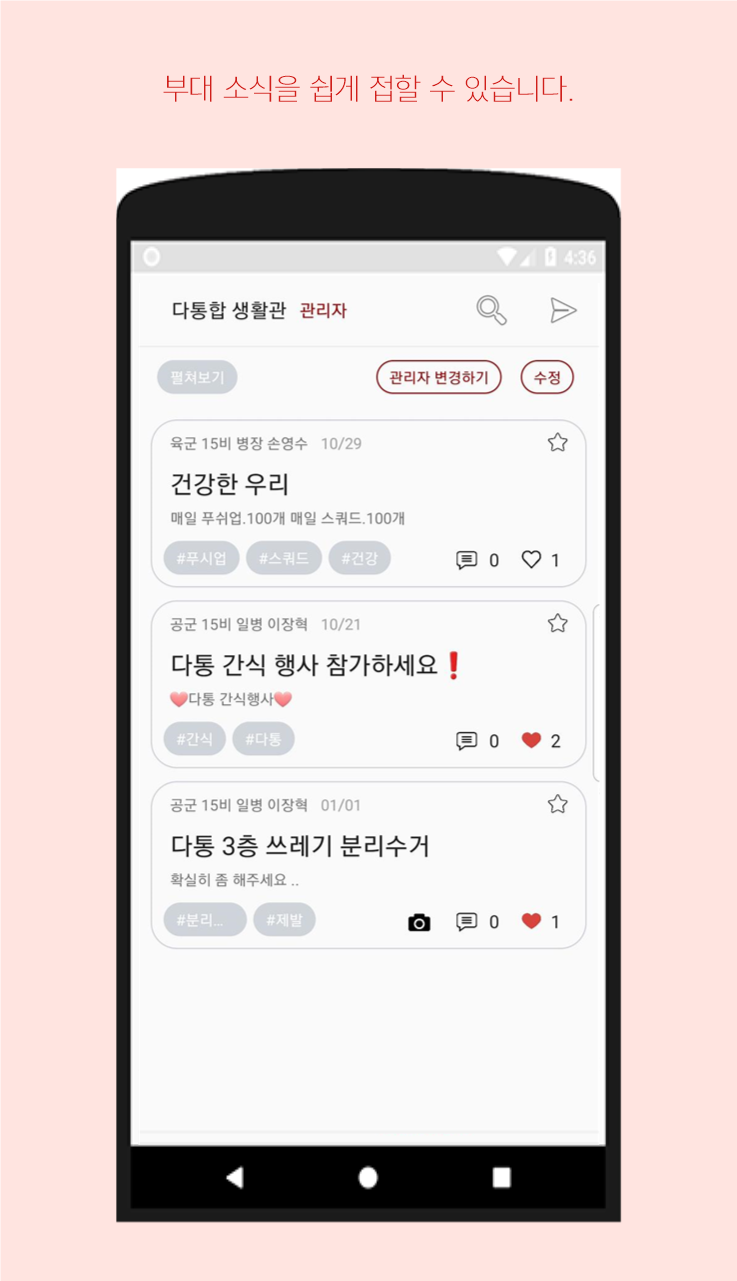 부대 소식을 쉽게 접할 수 있습니다.
4:36
다통합 생활관 관리자
펼쳐보기 관리자 변경하기 수정
육군 15비 병장 손영수 10/29
건강한 우리
매일 푸쉬업.100개 매일 스쿼드.100개
#푸시업 #스쿼드 #건강 0 1
공군 15비 일병 이장혁 10/21
다통 간식 행사 참가하세요❗
❤다통 간식행사❤
#간식 #다통 0 2
공군 15비 일병 이장혁 01/01
다통 3층 쓰레기 분리수거
확실히 좀 해주세요 ..
#분리... #제발 0 1